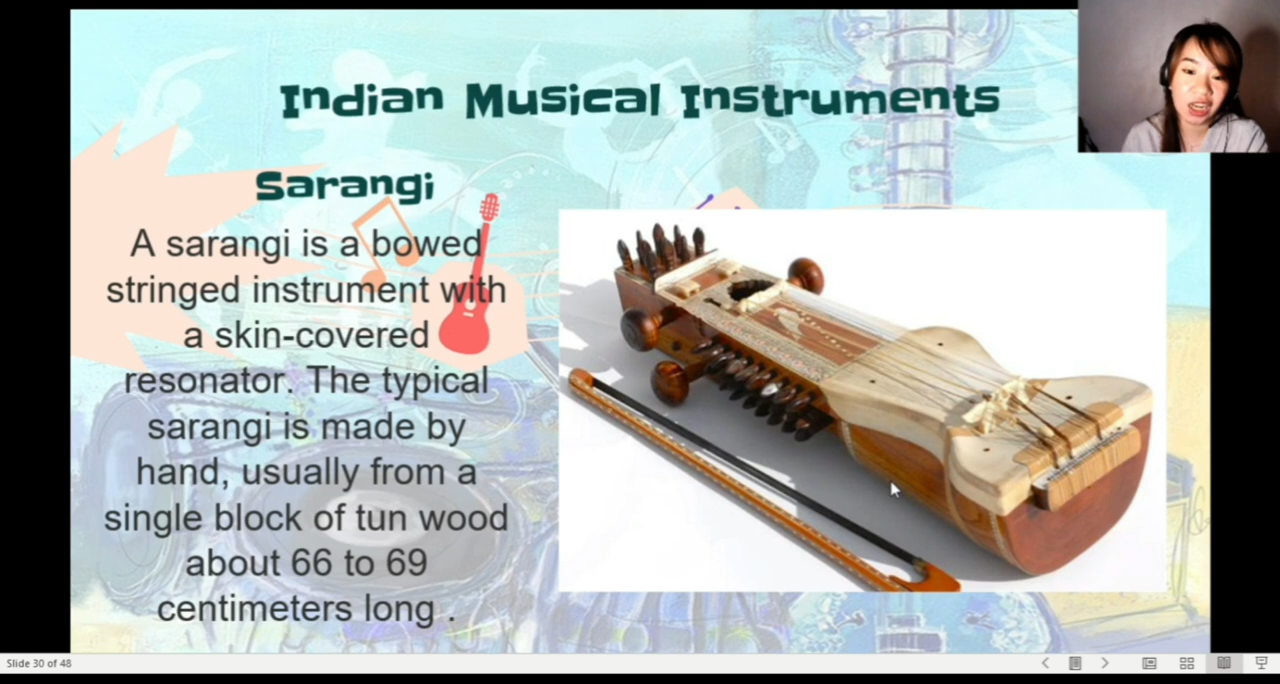 Indian Musical Instruments
Sarangi
A sarangi is a bowed
stringed instrument with
a skin-covered
resonator. The typical
sarangi is made by
hand, usually from a
single block of tun wood
about 66 to 69
centimeters long .
Slide 30 of 48